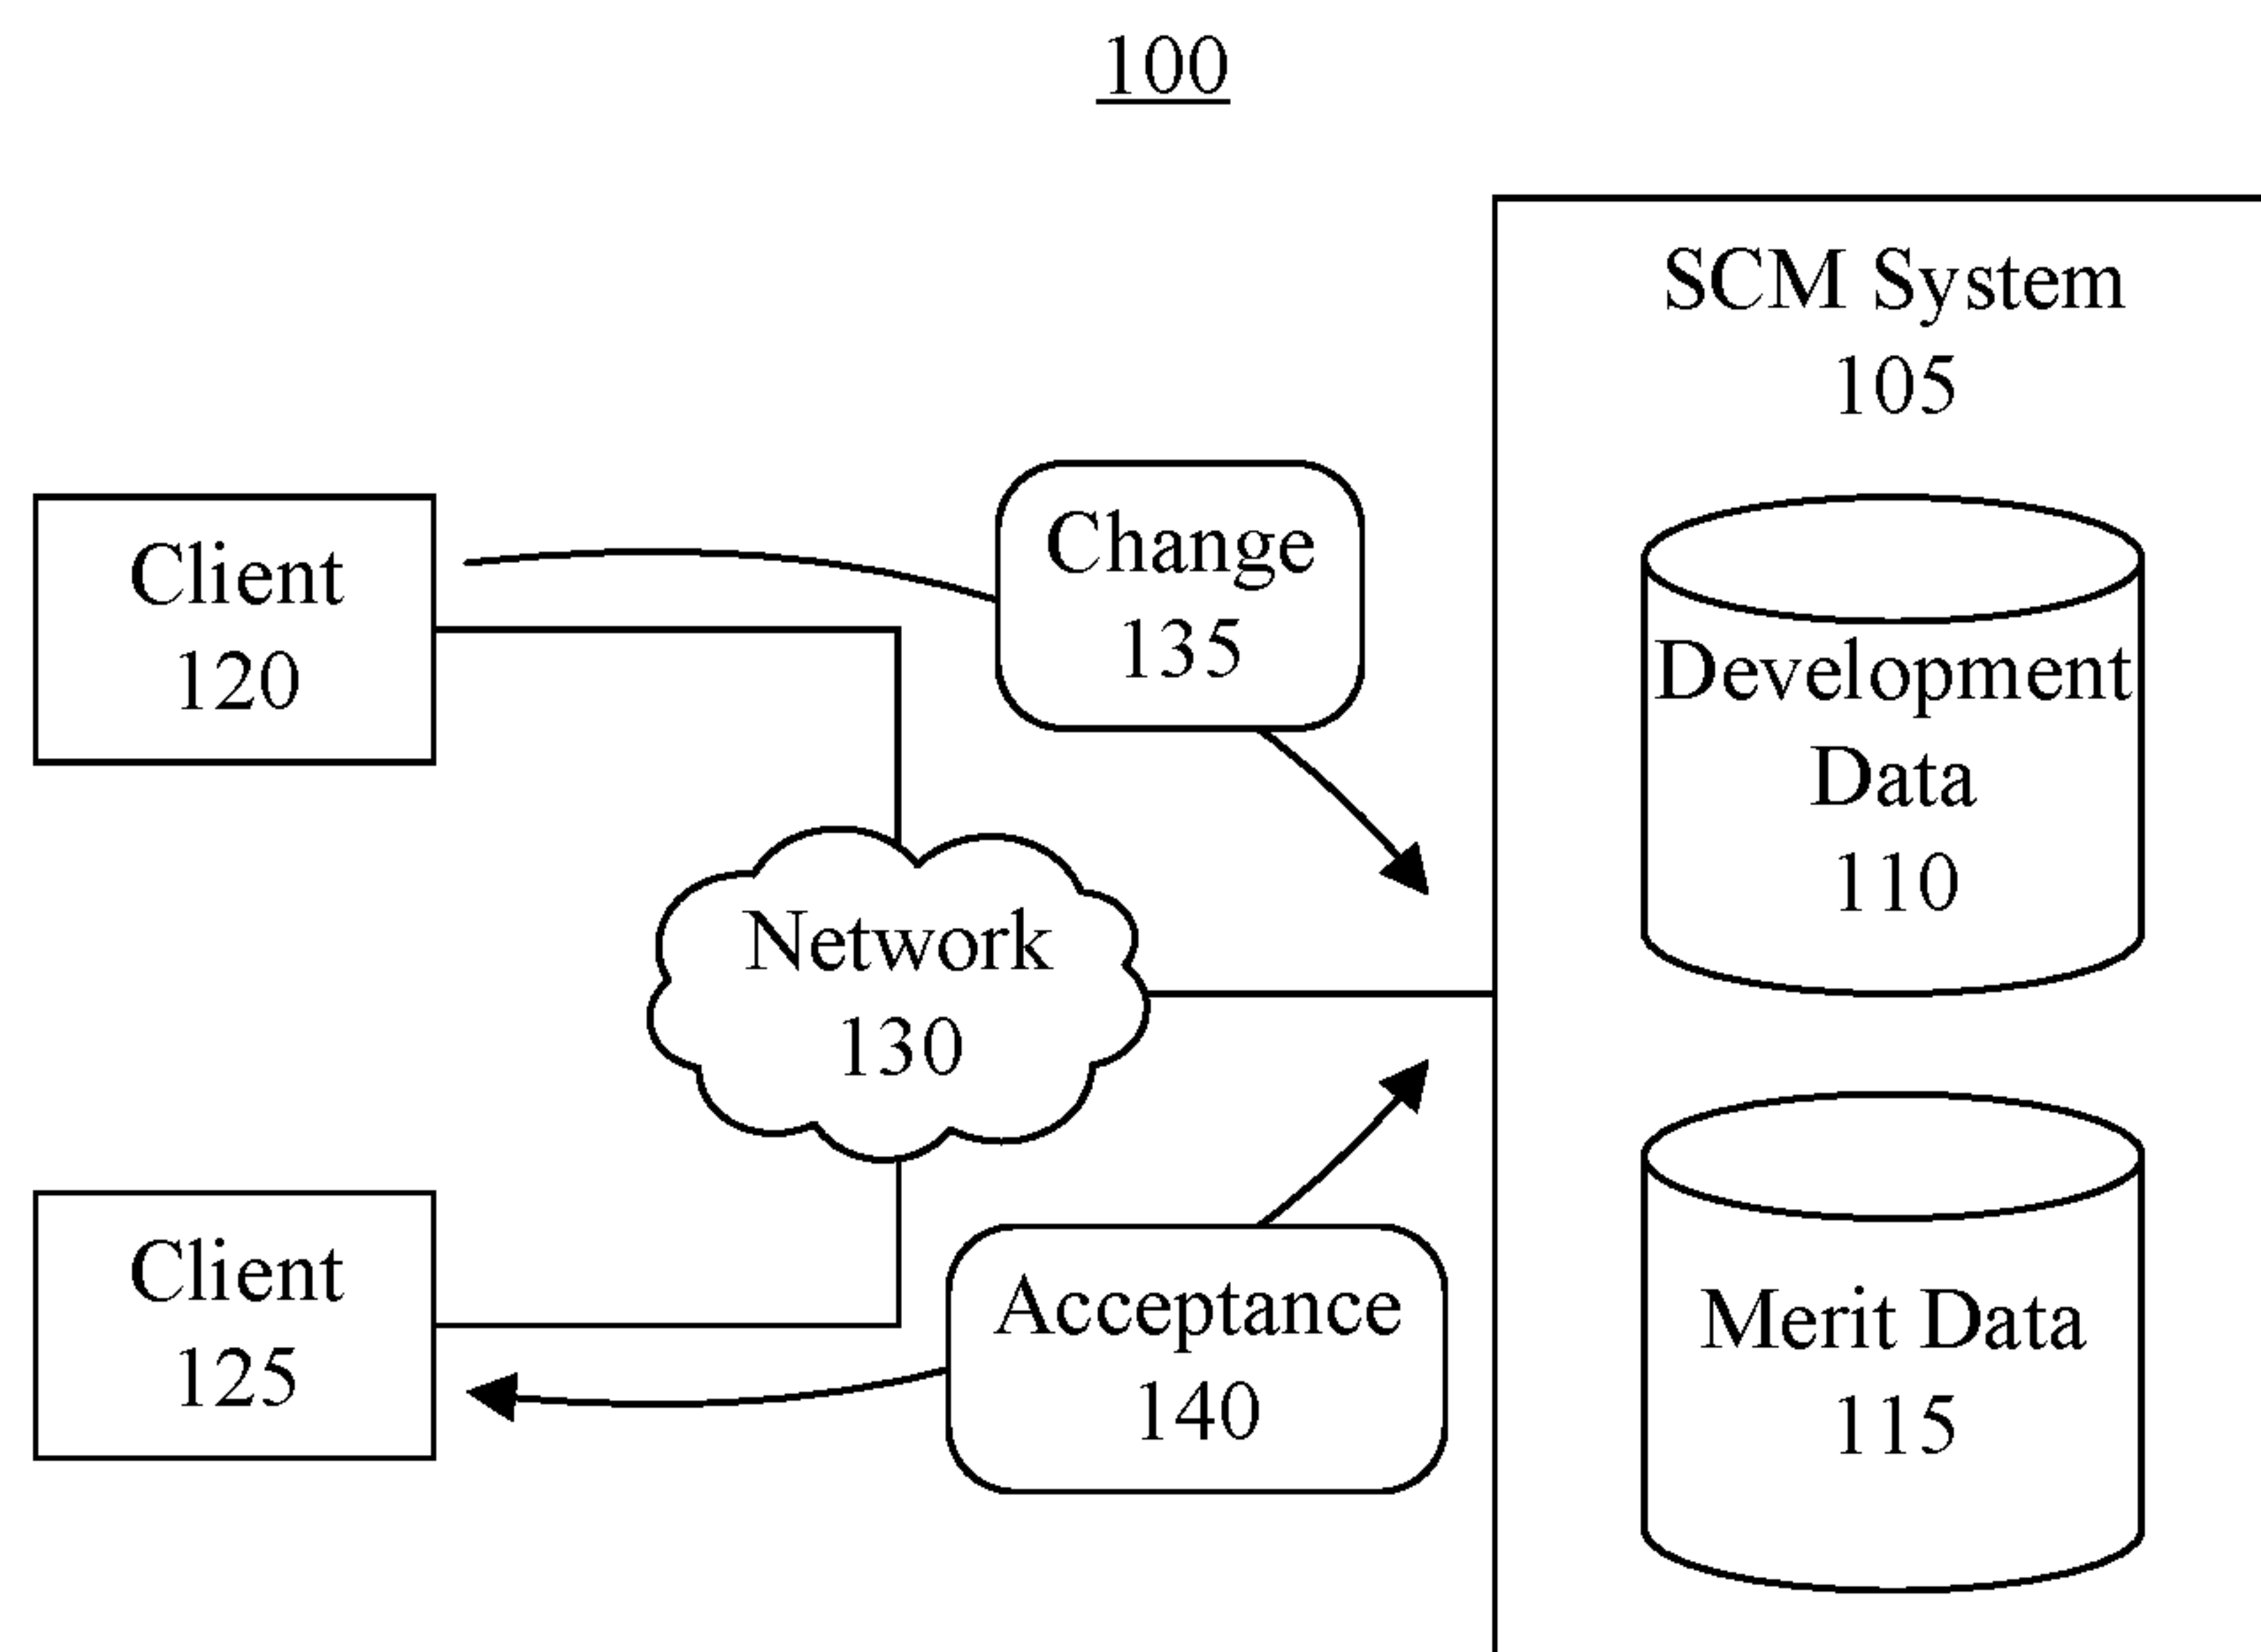 100
SCM System
105
Client
120
Change
135
Development
Data
110
Network
130
Client
125
Acceptance
140
Merit Data
115